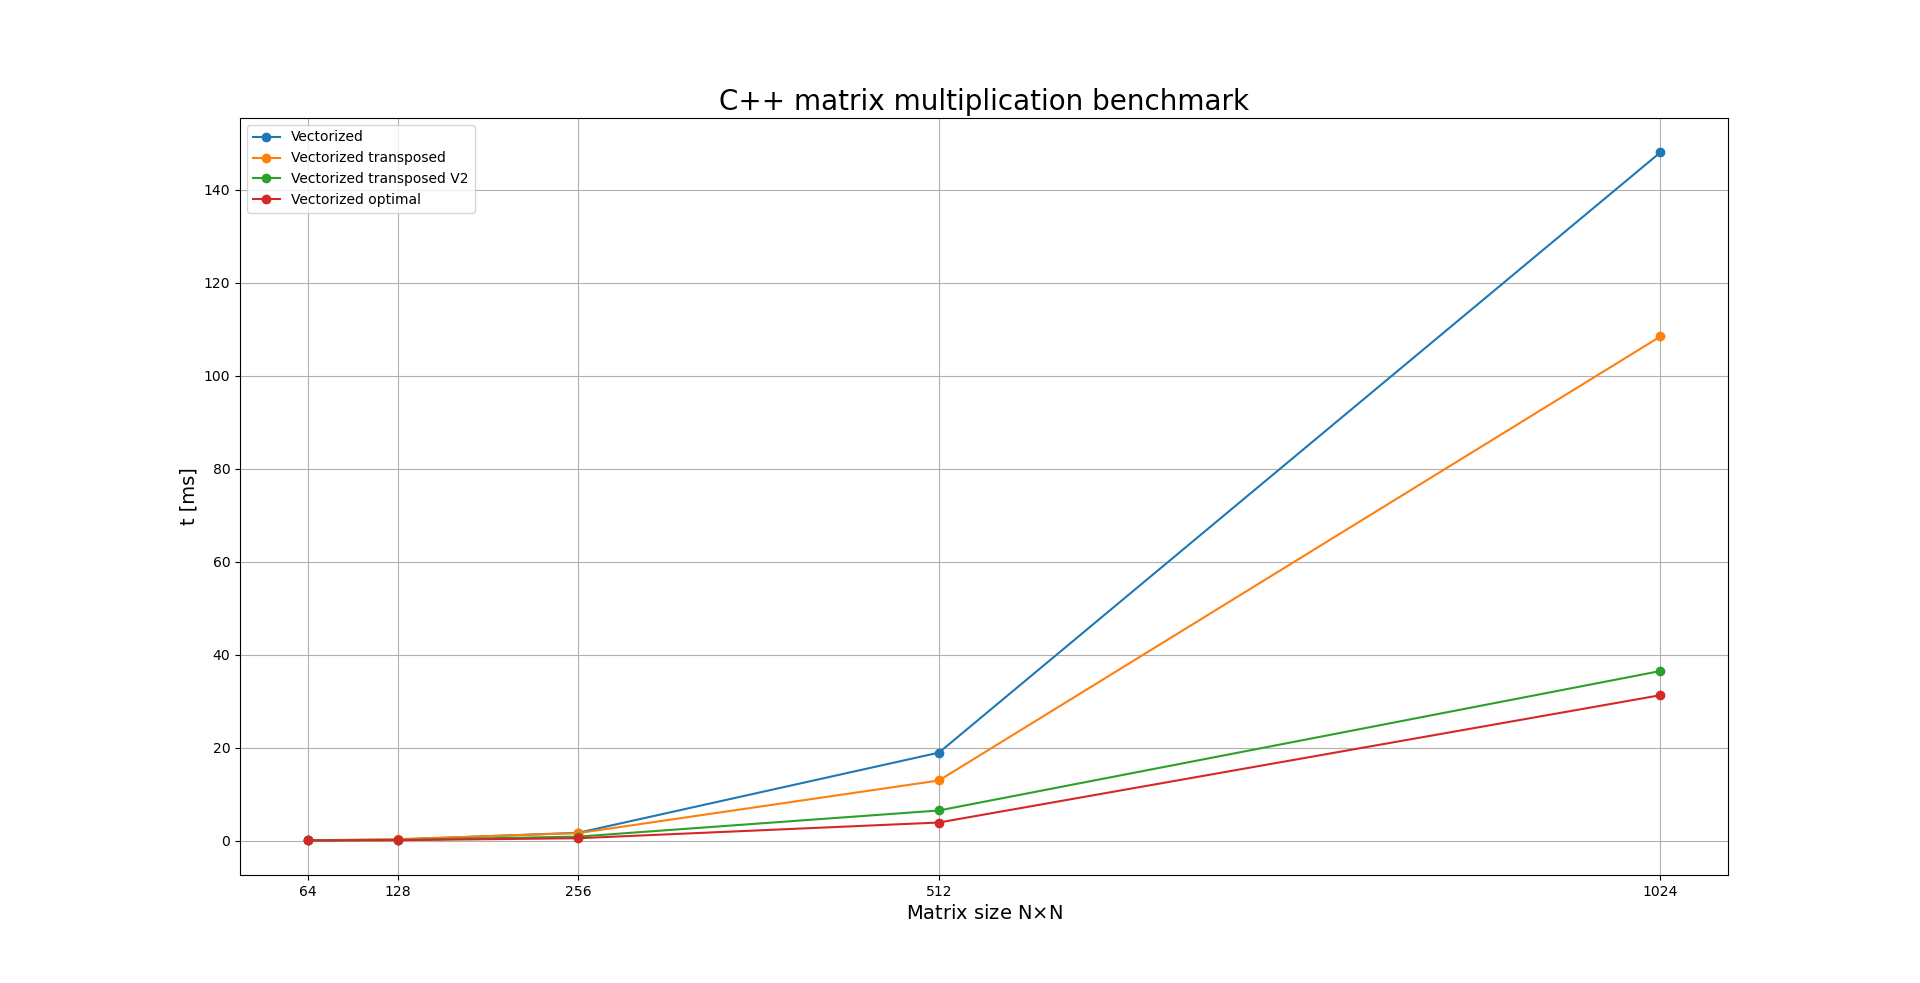 C++ matrix multiplication benchmark
Vectorized
Vectorized transposed
Vectorized transposed V2
Vectorized optimal
140
120
100
80
60
40
20
0
t [ms]
64 128 256 512 1024
Matrix size N×N